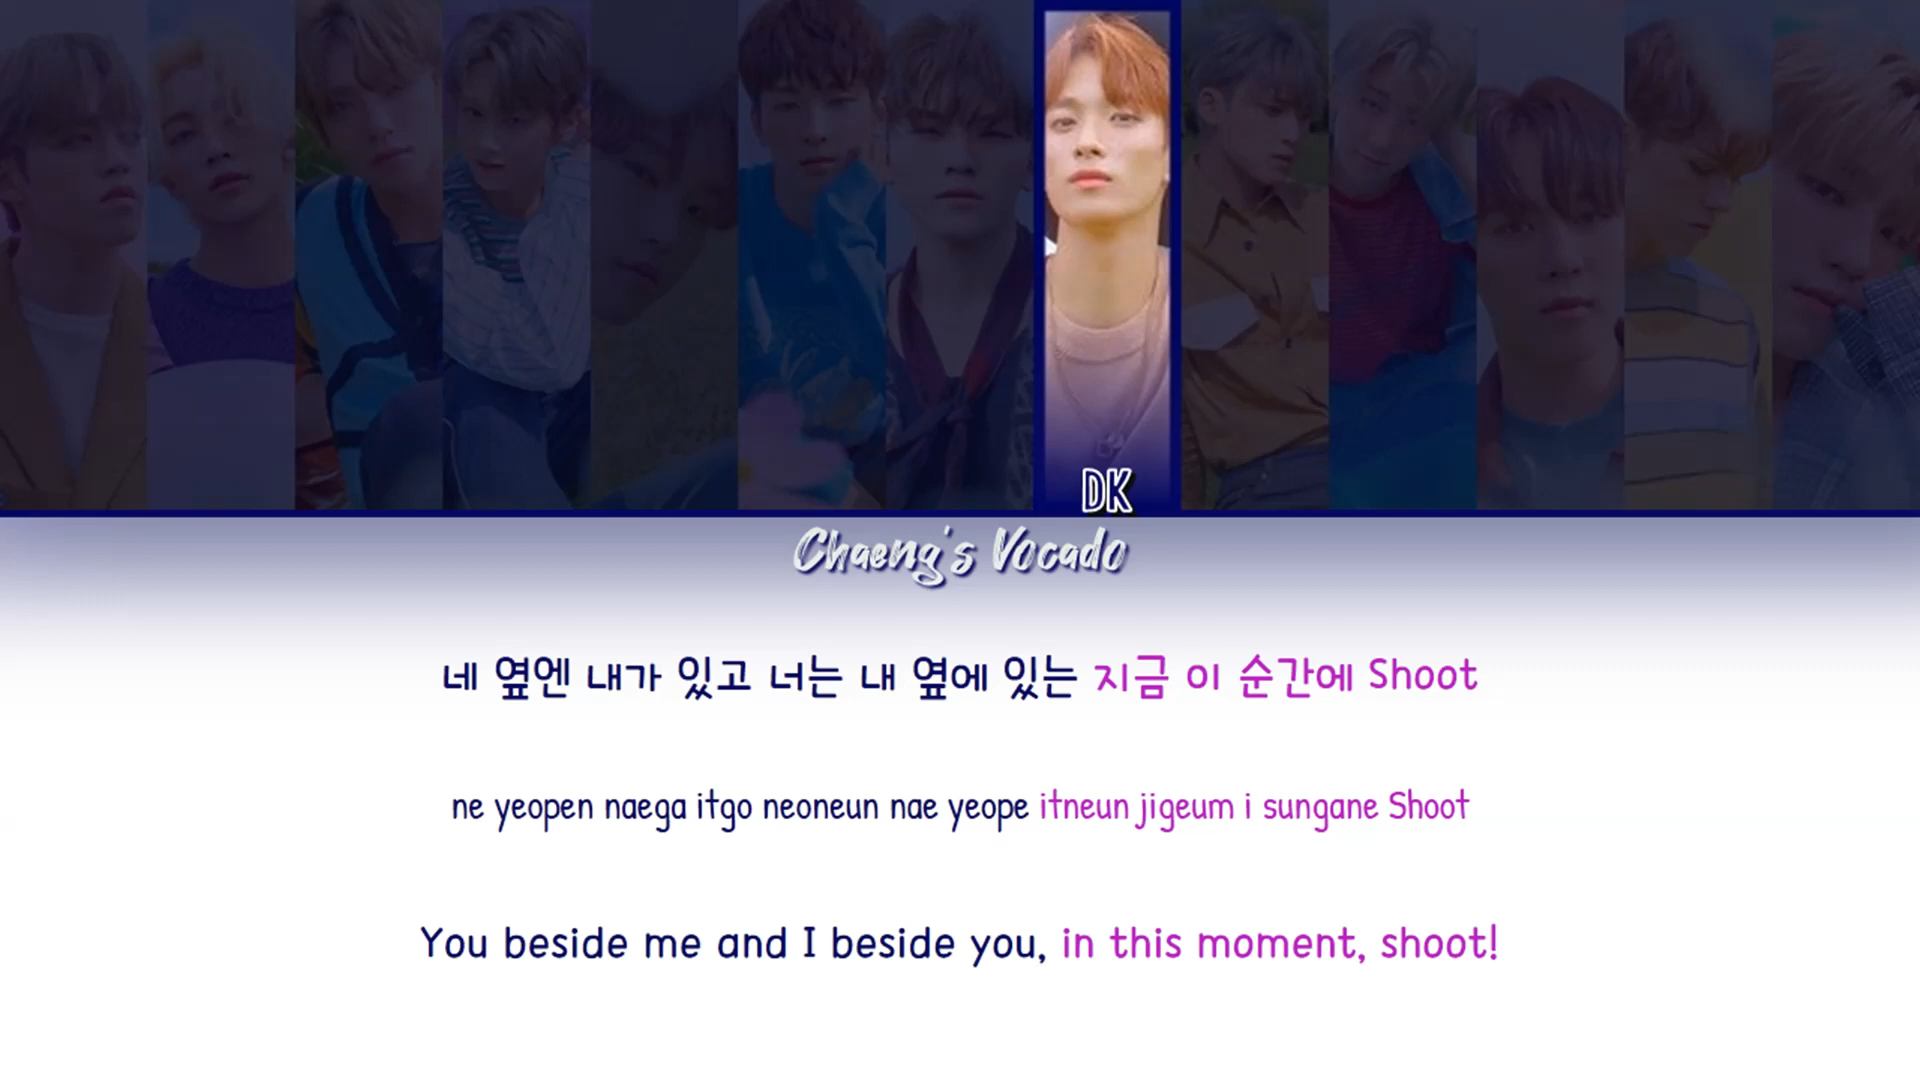 DK
Chaeng's Vocado
네 옆엔 내가 있고 너는 내 옆에 있는 지금 이 순간에 Shoot
ne yeopen naega itgo neoneun nae yeope itneun jigeum i sungane Shoot
You beside me and I beside you, in this moment, shoot!